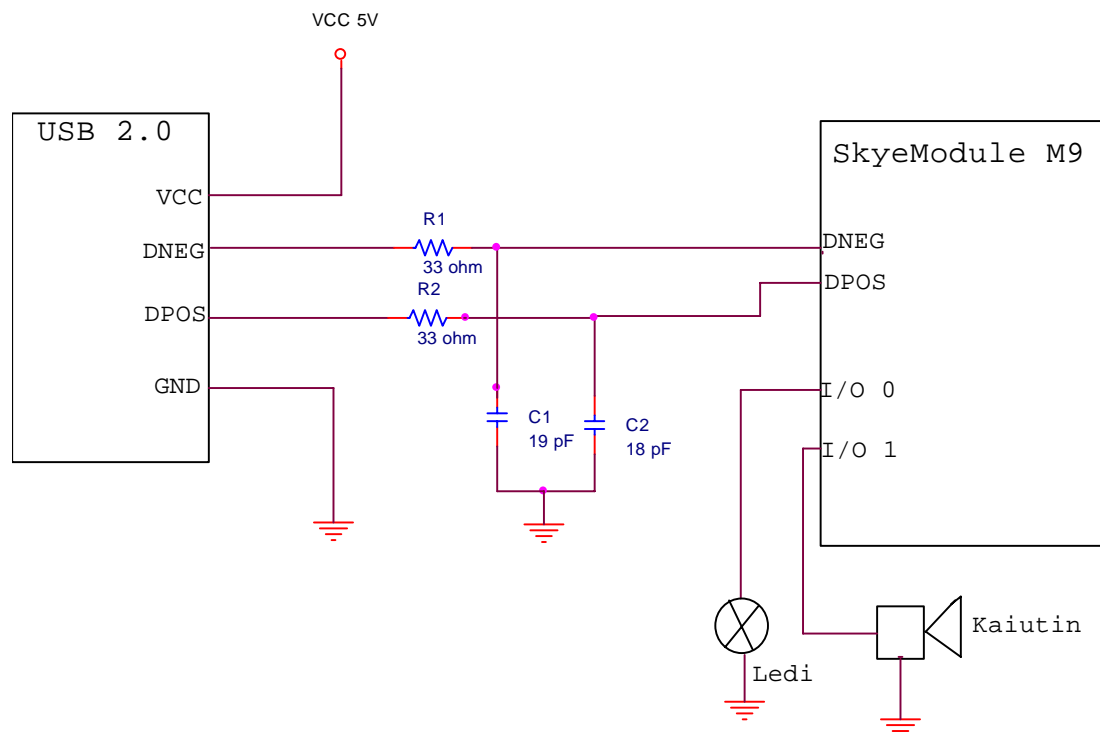 VCC 5V
USB 2.0
SkyeModule M9
VCC
R1
DNEG
33 ohm
DNEG
R2
DPOS
DPOS
33 ohm
GND
I/O 0
C1
19 pF
C2
18 pF
I/O 1
Kaiutin
Ledi